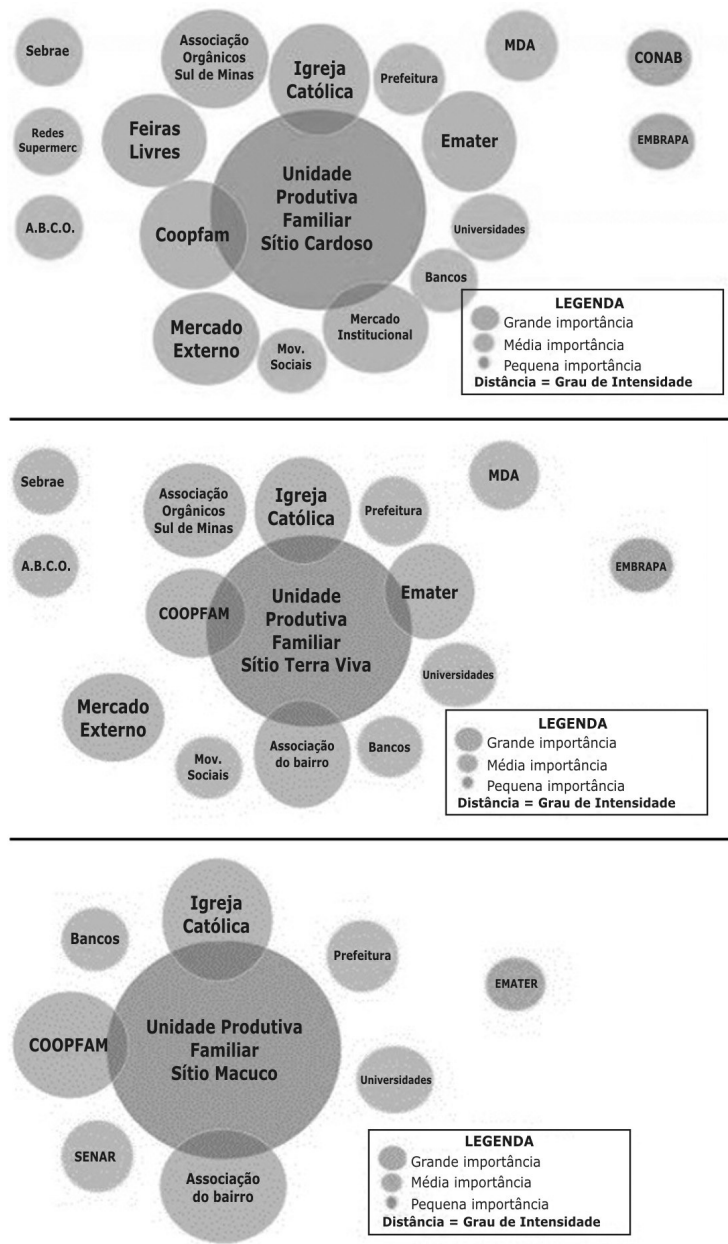 Sebrae
Associação
Orgânicos
Sul de Minas
Igreja
Católica
Prefeitura
MDA
CONAB
Redes
Supermerc
Feiras
Livres
Emater
EMBRAPA
Unidade
Produtiva
Familiar
Sítio Cardoso
A.B.C.O.
Coopfam
Universidades
Bancos
Mercado
Externo
Mov.
Sociais
Mercado
Institucional
LEGENDA
Grande importância
Média importância
Pequena importância
Distância = Grau de Intensidade
Sebrae
Associação
Orgânicos
Sul de Minas
Igreja
Católica
Prefeitura
MDA
A.B.C.O.
EMBRAPA
COOPFAM
Unidade
Produtiva
Familiar
Sítio Terra Viva
Emater
Universidades
Mercado
Externo
Mov.
Sociais
Associação
do bairro
Bancos
LEGENDA
Grande importância
Média importância
Pequena importância
Distância = Grau de Intensidade
Igreja
Católica
Bancos
Prefeitura
EMATER
COOPFAM
Unidade Produtiva
Familiar
Sítio Macuco
Universidades
SENAR
Associação
do bairro
LEGENDA
Grande importância
Média importância
Pequena importância
Distância = Grau de Intensidade